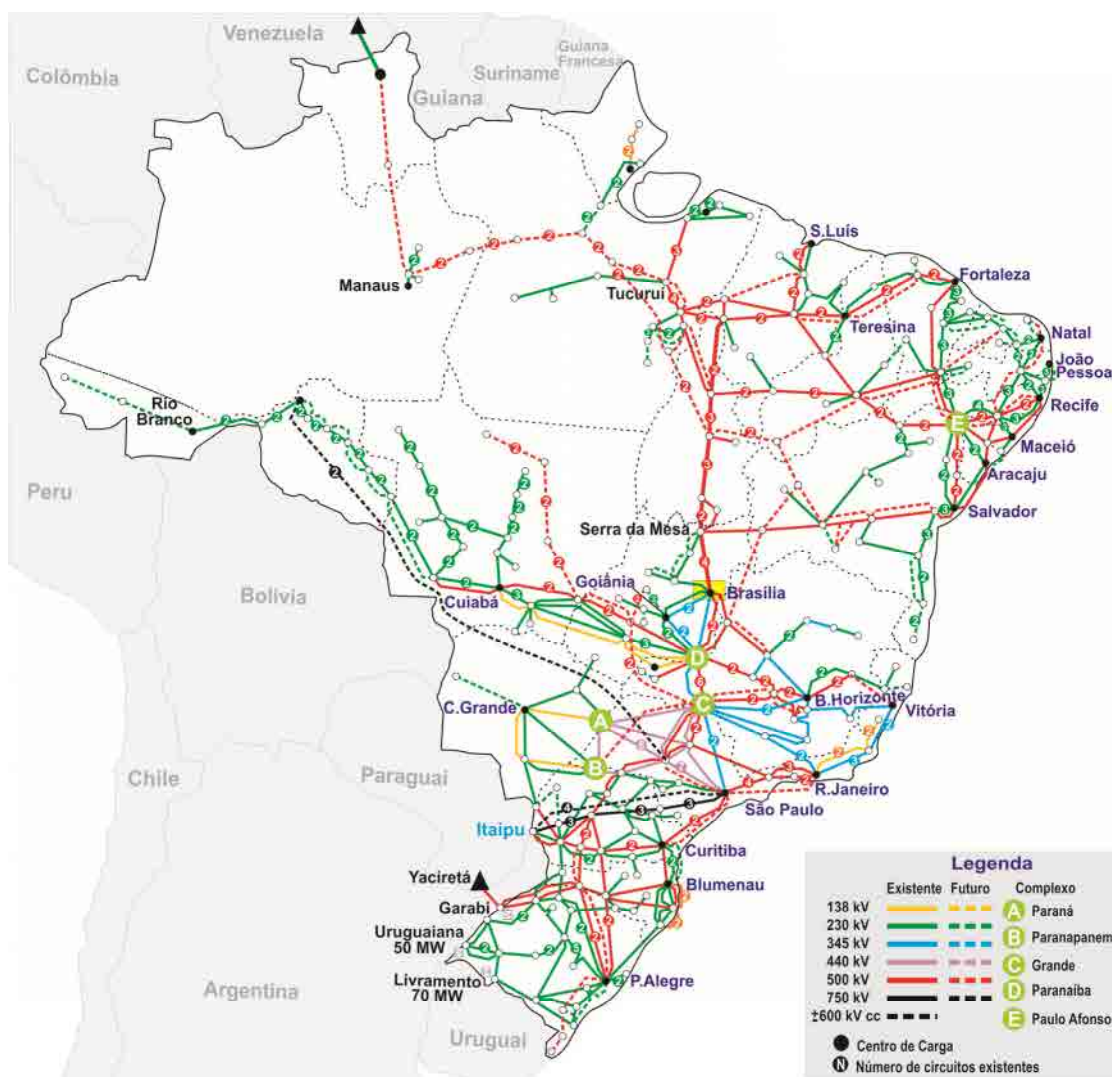 Venezuela
Guiana
Francesa
Suriname
Colômbia
Guiana
S.Luís
Fortaleza
Manaus
Tucuruí
Teresina
Natal
João
Pessoa
Rio
Branco
Recife
Maceió
Aracaju
Peru
Salvador
Serra da Mesa
Goiânia
Brasília
Bolívia
Cuiabá
D
E
C.Grande
A
C
B.Horizonte
Vitória
Chile
Paraguai
B
R.Janeiro
São Paulo
Itaipu
Curitiba
Yaciretá
Blumenau
Garabi
Uruguaiana
50 MW
Livramento
70 MW
P.Alegre
Argentina
Uruguai
Legenda
Existente Futuro Complexo
138 kV A Paraná
230 kV
345 kV B Paranapanem
440 kV C Grande
500 kV D Paranaíba
750 kV
±600 kV cc E Paulo Afonso
Centro de Carga
N Número de circuitos existentes